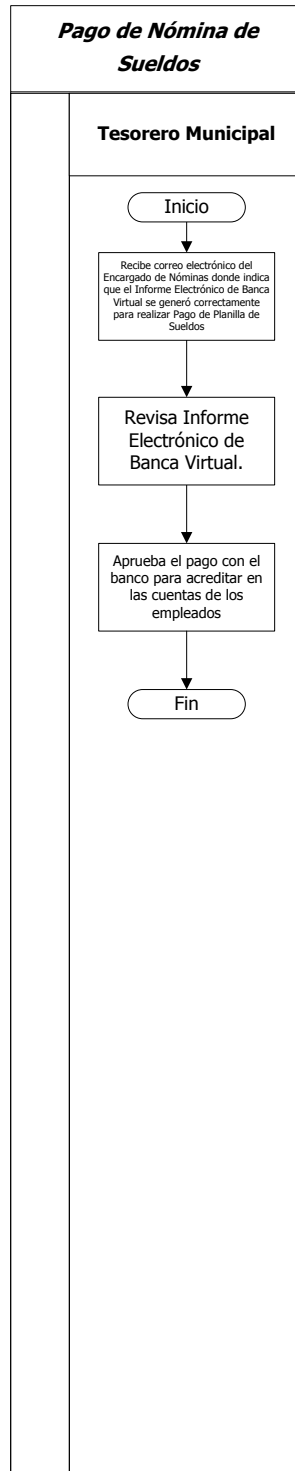 Pago de Nómina de
Sueldos
Tesorero Municipal
Inicio
Recibe correo electrónico del
Encargado de Nóminas donde indica
que el Informe Electrónico de Banca
Virtual se generó correctamente
para realizar Pago de Planilla de
Sueldos
Revisa Informe
Electrónico de
Banca Virtual.
Aprueba el pago con el
banco para acreditar en
las cuentas de los
empleados
Fin